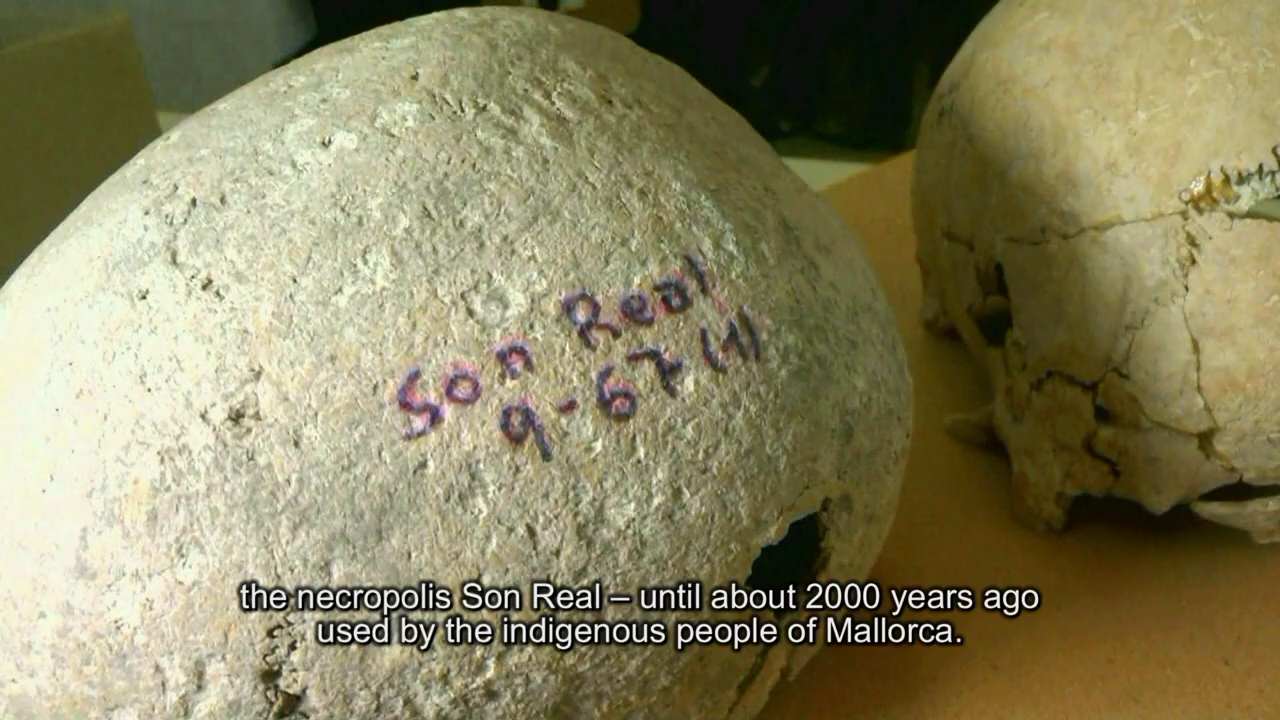 Son Real
9-67 (1)
the necropolis Son Real – until about 2000 years ago
used by the indigenous people of Mallorca.